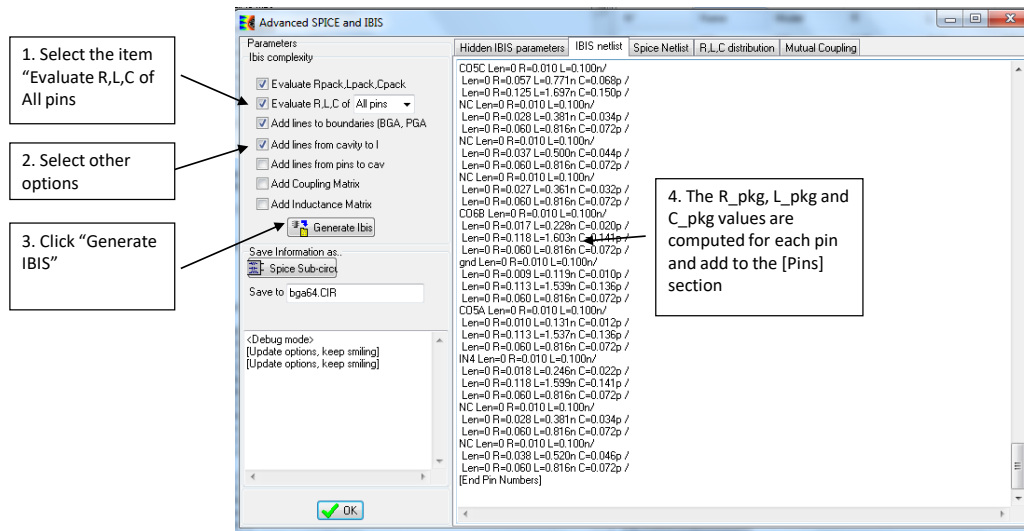 Advanced SPICE and IBIS
1. Select the item
“Evaluate R,L,C of
All pins
2. Select other
options
3. Click “Generate
IBIS”
Parameters
Ibis complexity
Evaluate Rpack,Lpack,Cpack
Evaluate R,L,C of All pins
Add lines to boundaries (BGA, PGA
Add lines from cavity to l
Add lines from pins to cav
Add Coupling Matrix
Add Inductance Matrix
Generate Ibis
Save Information as..
Spice Sub-circu
Save to bga64.CIR
<Debug mode>
[Update options, keep smiling]
[Update options, keep smiling]
OK
Hidden IBIS parameters IBIS netlist Spice Netlist R,L,C distribution Mutual Coupling
CO5C Len=0 R=0.010 L=0.100n/
Len=0 R=0.057 L=0.771n C=0.068p /
Len=0 R=0.125 L=1.697n C=0.150p /
NC Len=0 R=0.010 L=0.100n/
Len=0 R=0.028 L=0.381n C=0.034p /
Len=0 R=0.060 L=0.816n C=0.072p /
NC Len=0 R=0.010 L=0.100n/
Len=0 R=0.037 L=0.500n C=0.044p /
Len=0 R=0.060 L=0.816n C=0.072p /
NC Len=0 R=0.010 L=0.100n/
Len=0 R=0.027 L=0.361n C=0.032p /
Len=0 R=0.060 L=0.816n C=0.072p /
CO6B Len=0 R=0.010 L=0.100n/
Len=0 R=0.017 L=0.228n C=0.020p /
Len=0 R=0.118 L=1.603n C=0.141p /
Len=0 R=0.060 L=0.816n C=0.072p /
gnd Len=0 R=0.010 L=0.100n/
Len=0 R=0.009 L=0.119n C=0.010p /
Len=0 R=0.113 L=1.539n C=0.136p /
Len=0 R=0.060 L=0.816n C=0.072p /
CO5A Len=0 R=0.010 L=0.100n/
Len=0 R=0.010 L=0.131n C=0.012p /
Len=0 R=0.113 L=1.537n C=0.136p /
Len=0 R=0.060 L=0.816n C=0.072p /
IN4 Len=0 R=0.010 L=0.100n/
Len=0 R=0.018 L=0.246n C=0.022p /
Len=0 R=0.118 L=1.599n C=0.141p /
Len=0 R=0.060 L=0.816n C=0.072p /
NC Len=0 R=0.010 L=0.100n/
Len=0 R=0.028 L=0.381n C=0.034p /
Len=0 R=0.060 L=0.816n C=0.072p /
NC Len=0 R=0.010 L=0.100n/
Len=0 R=0.038 L=0.520n C=0.046p /
Len=0 R=0.060 L=0.816n C=0.072p /
[End Pin Numbers]
4. The R_pkg, L_pkg and
C_pkg values are
computed for each pin
and add to the [Pins]
section